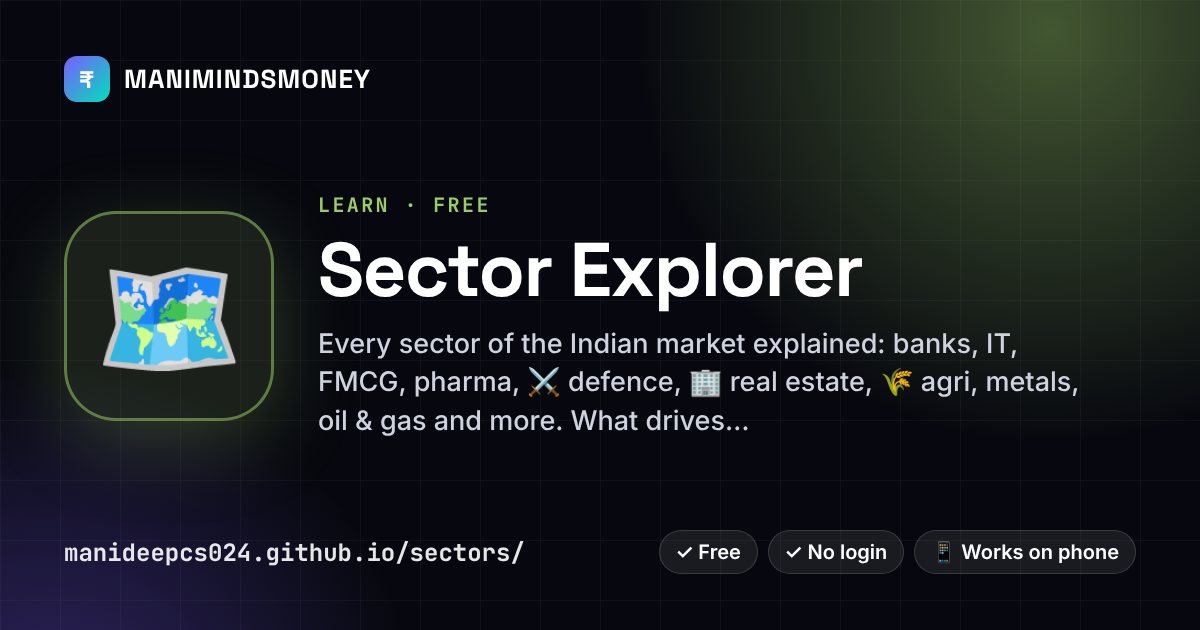 ₹ MANIMINDSMONEY
LEARN · FREE
Sector Explorer
Every sector of the Indian market explained: banks, IT,
FMCG, pharma, ⚔️ defence, 🏢 real estate, 🌾 agri, metals,
oil & gas and more. What drives…
manideepcs024.github.io/sectors/
✓ Free
✓ No login
📱 Works on phone